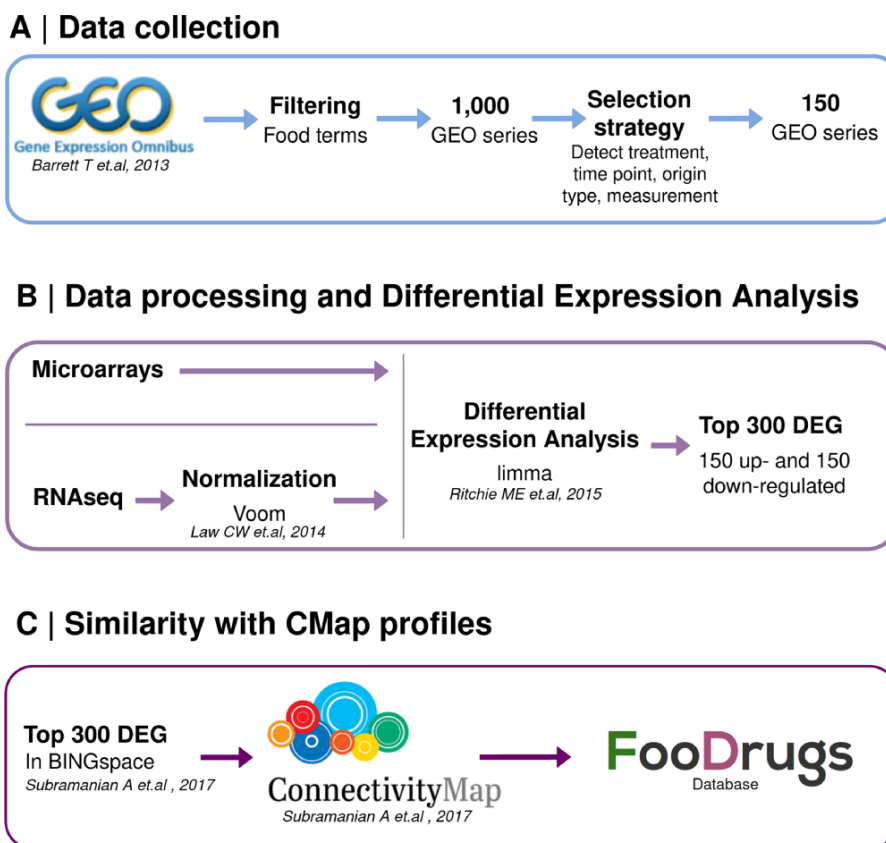 A | Data collection
GEO
Gene Expression Omnibus
Barrett T et.al, 2013
Filtering
Food terms
1,000
GEO series
Selection
strategy
Detect treatment,
time point, origin
type, measurement
150
GEO series
B | Data processing and Differential Expression Analysis
Microarrays
RNAseq
Normalization
Voom
Law CW et.al, 2014
Differential
Expression Analysis
limma
Ritchie ME et.al, 2015
Top 300 DEG
150 up- and 150
down-regulated
C | Similarity with CMap profiles
Top 300 DEG
In BINGspace
Subramanian A et.al , 2017
ConnectivityMap
Subramanian A et.al , 2017
FooDrugs
Database